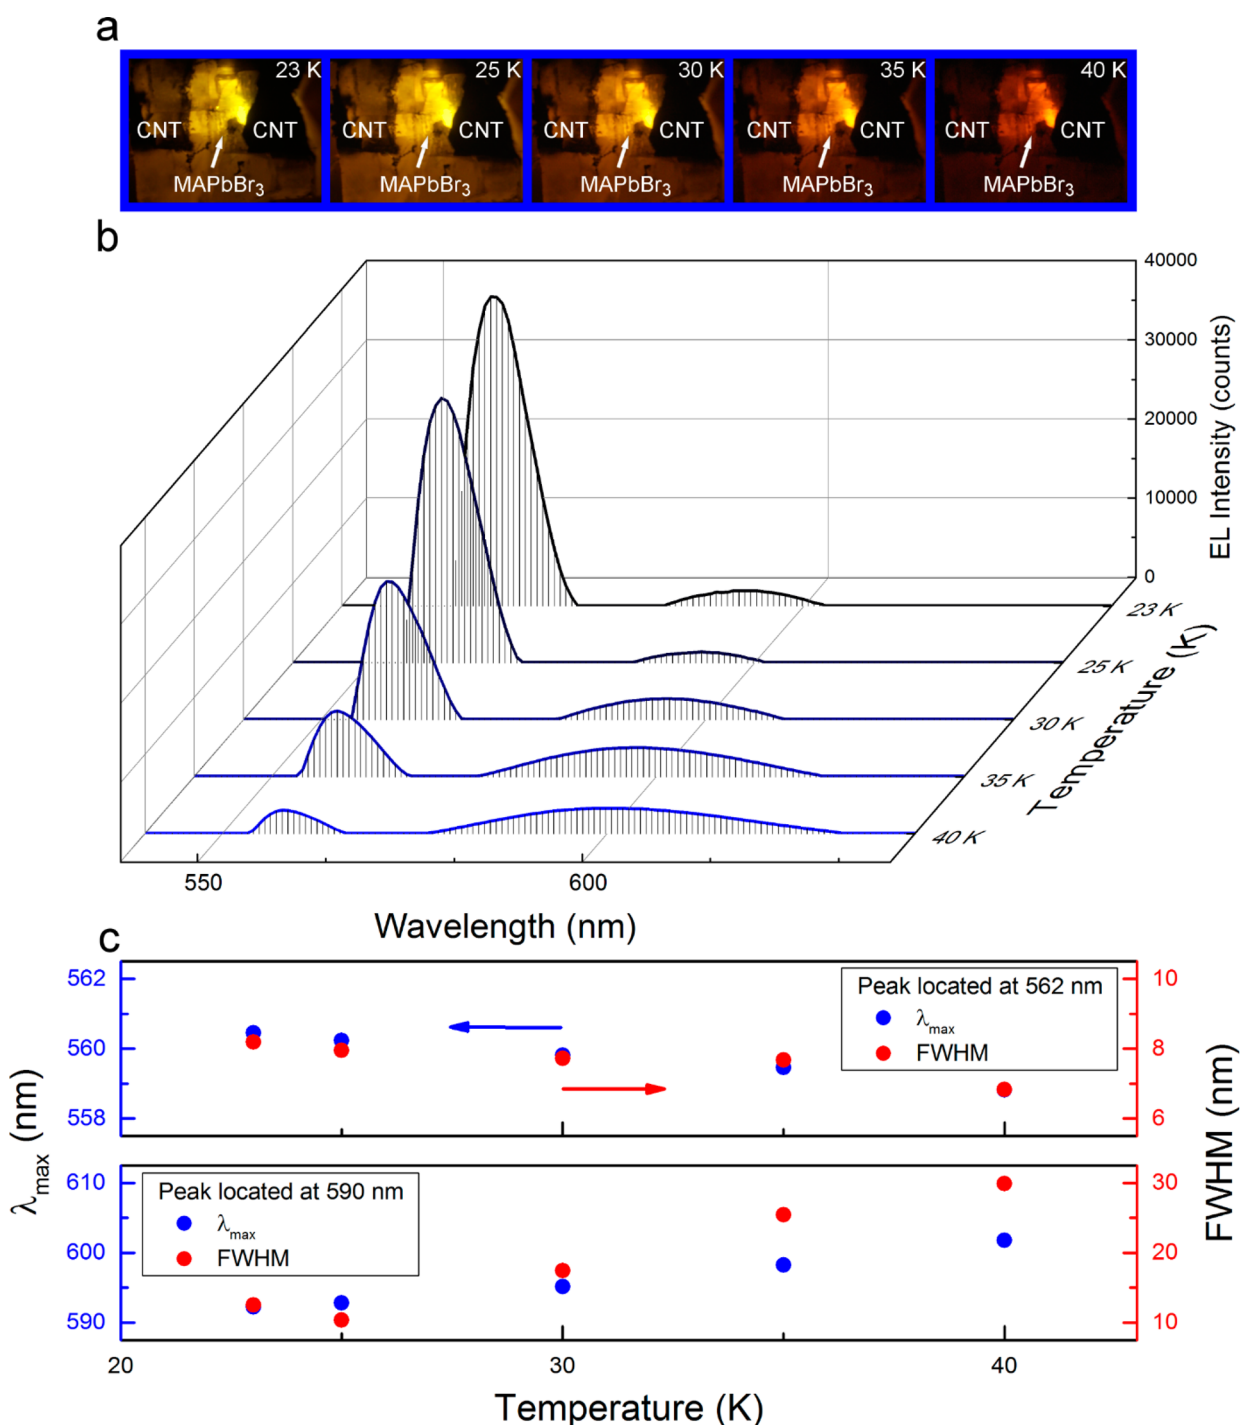 a
23 K
25 K
30 K
35 K
40 K
CNT CNT
CNT CNT
CNT CNT
CNT CNT
CNT CNT
MAPbBr3
MAPbBr3
MAPbBr3
MAPbBr3
MAPbBr3
b
40000
30000
20000
10000
0
EL Intensity (counts)
23 K
25 K
30 K
35 K
40 K
Temperature (K)
550
600
Wavelength (nm)
c
562
560
558
10
8
6
Peak located at 562 nm
λmax
FWHM
610
600
590
30
20
10
Peak located at 590 nm
λmax
FWHM
λmax (nm)
FWHM (nm)
20
30
40
Temperature (K)